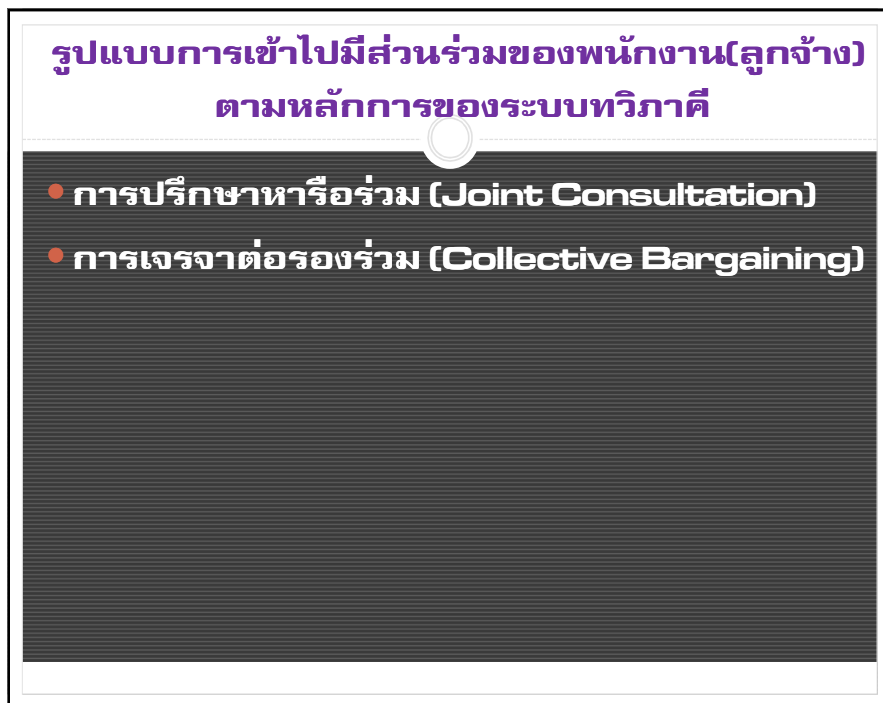 รูปแบบการเข้าไปมีส่วนร่วมของพนักงาน(ลูกจ้าง)
ตามหลักการของระบบทวิภาคี
• การปรึกษาหารือร่วม (Joint Consultation)
• การเจรจาต่อรองร่วม (Collective Bargaining)